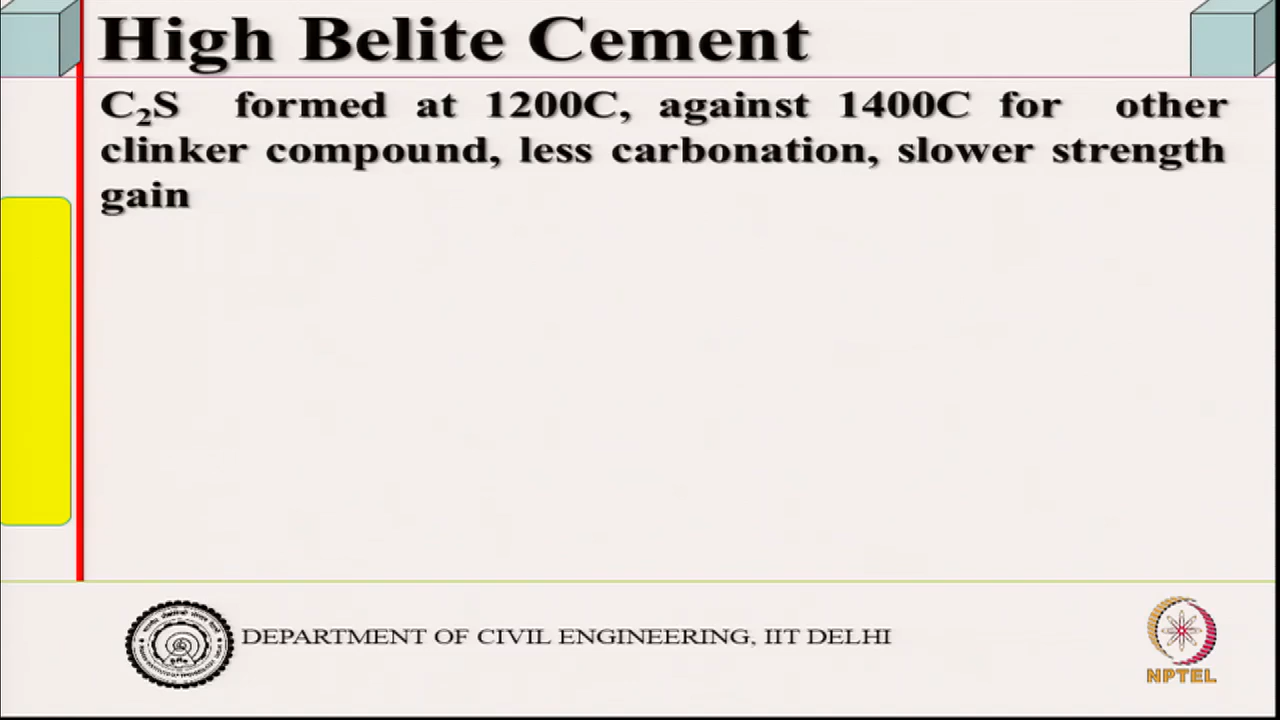 High Belite Cement
C₂S formed at 1200C, against 1400C for other
clinker compound, less carbonation, slower strength
gain
DEPARTMENT OF CIVIL ENGINEERING, IIT DELHI
NPTEL